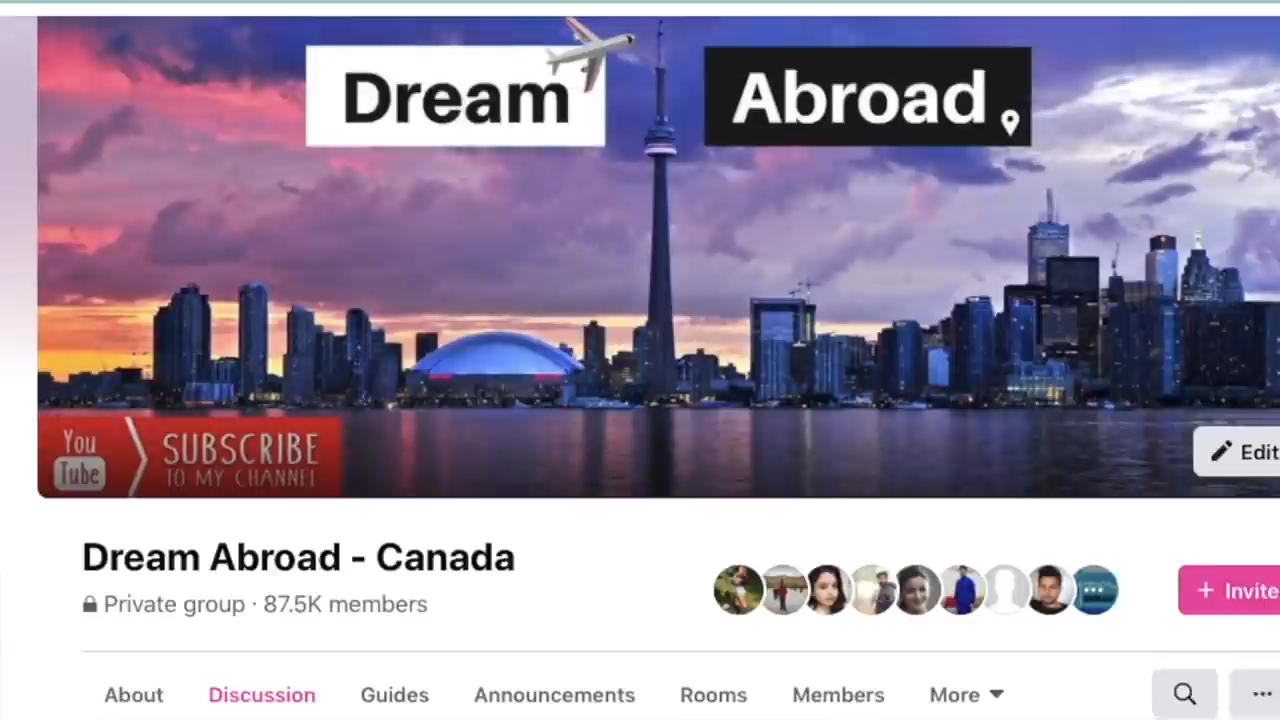 Dream Abroad
You Tube SUBSCRIBE
TO MY CHANNEL
Edit
Dream Abroad - Canada
Private group · 87.5K members
+ Invite
About Discussion Guides Announcements Rooms Members More